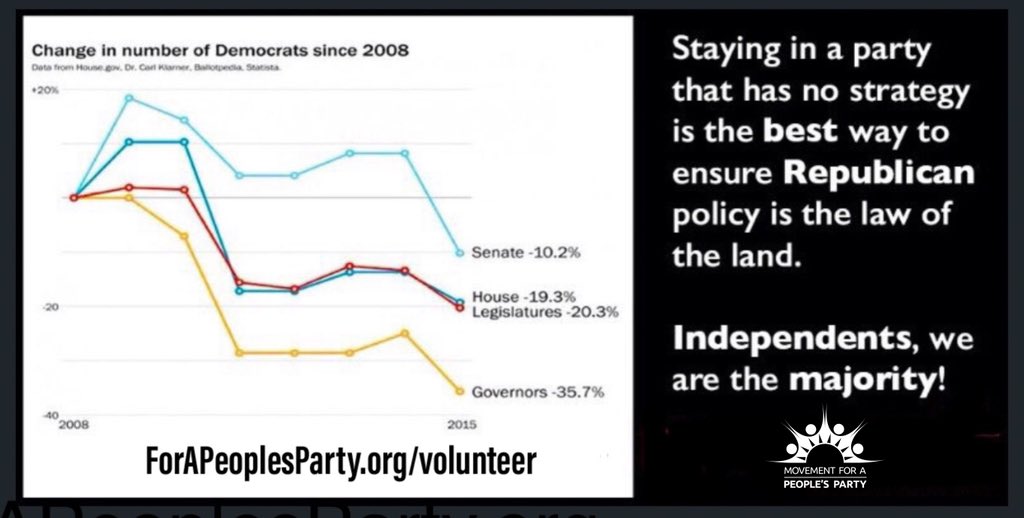 Change in number of Democrats since 2008
Data from House.gov, Dr. Carl Klarner, Ballotpedia, Statista.
+20%
-20
-40
2008
2015
Senate -10.2%
House -19.3%
Legislatures -20.3%
Governors -35.7%
ForAPeoplesParty.org/volunteer
Staying in a party
that has no strategy
is the best way to
ensure Republican
policy is the law of
the land.
Independents, we
are the majority!
MOVEMENT FOR A
PEOPLE'S PARTY
APeoplesParty.org